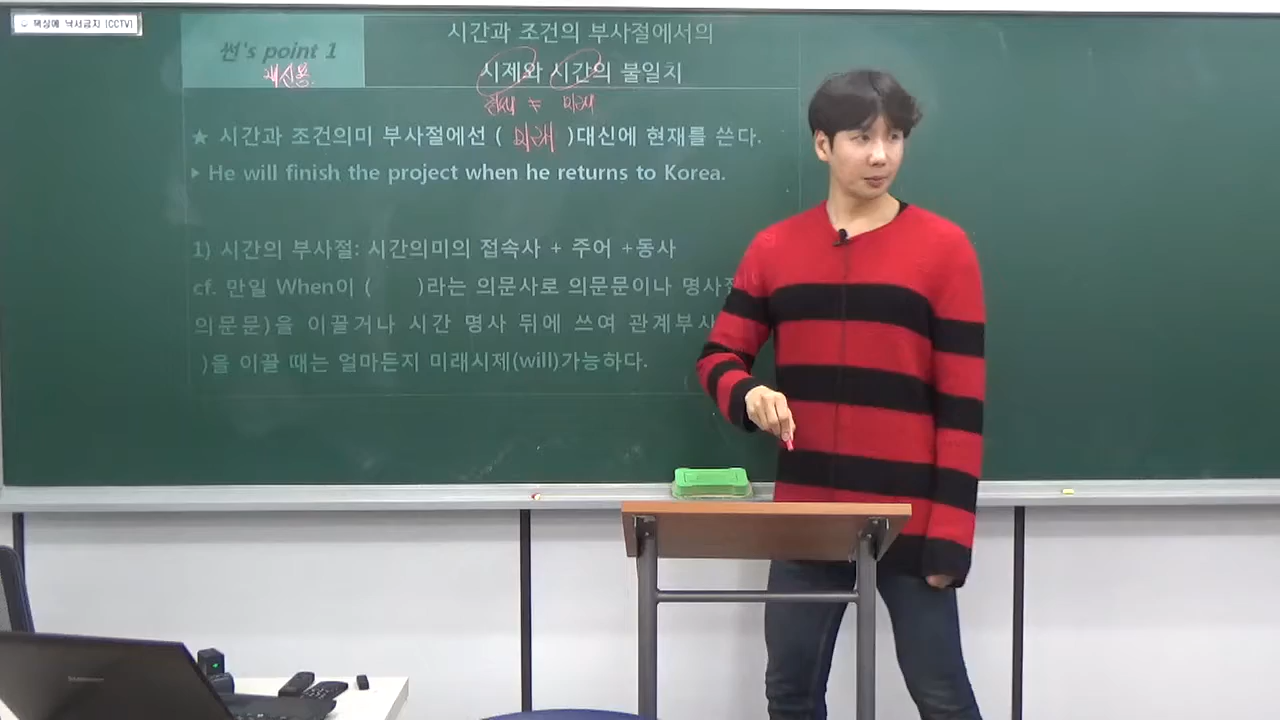 책상에 낙서금지 (CCTV)
썬's point 1
시간과 조건의 부사절에서의
시제와 시간의 불일치
현재 ≠ 미래
★ 시간과 조건의미 부사절에선 ( 미래 )대신에 현재를 쓴다.
▸ He will finish the project when he returns to Korea.
1) 시간의 부사절: 시간의미의 접속사 + 주어 +동사
cf. 만일 When이 ( )라는 의문사로 의문문이나 명사절
의문문)을 이끌거나 시간 명사 뒤에 쓰여 관계부사
)을 이끌 때는 얼마든지 미래시제(will)가능하다.